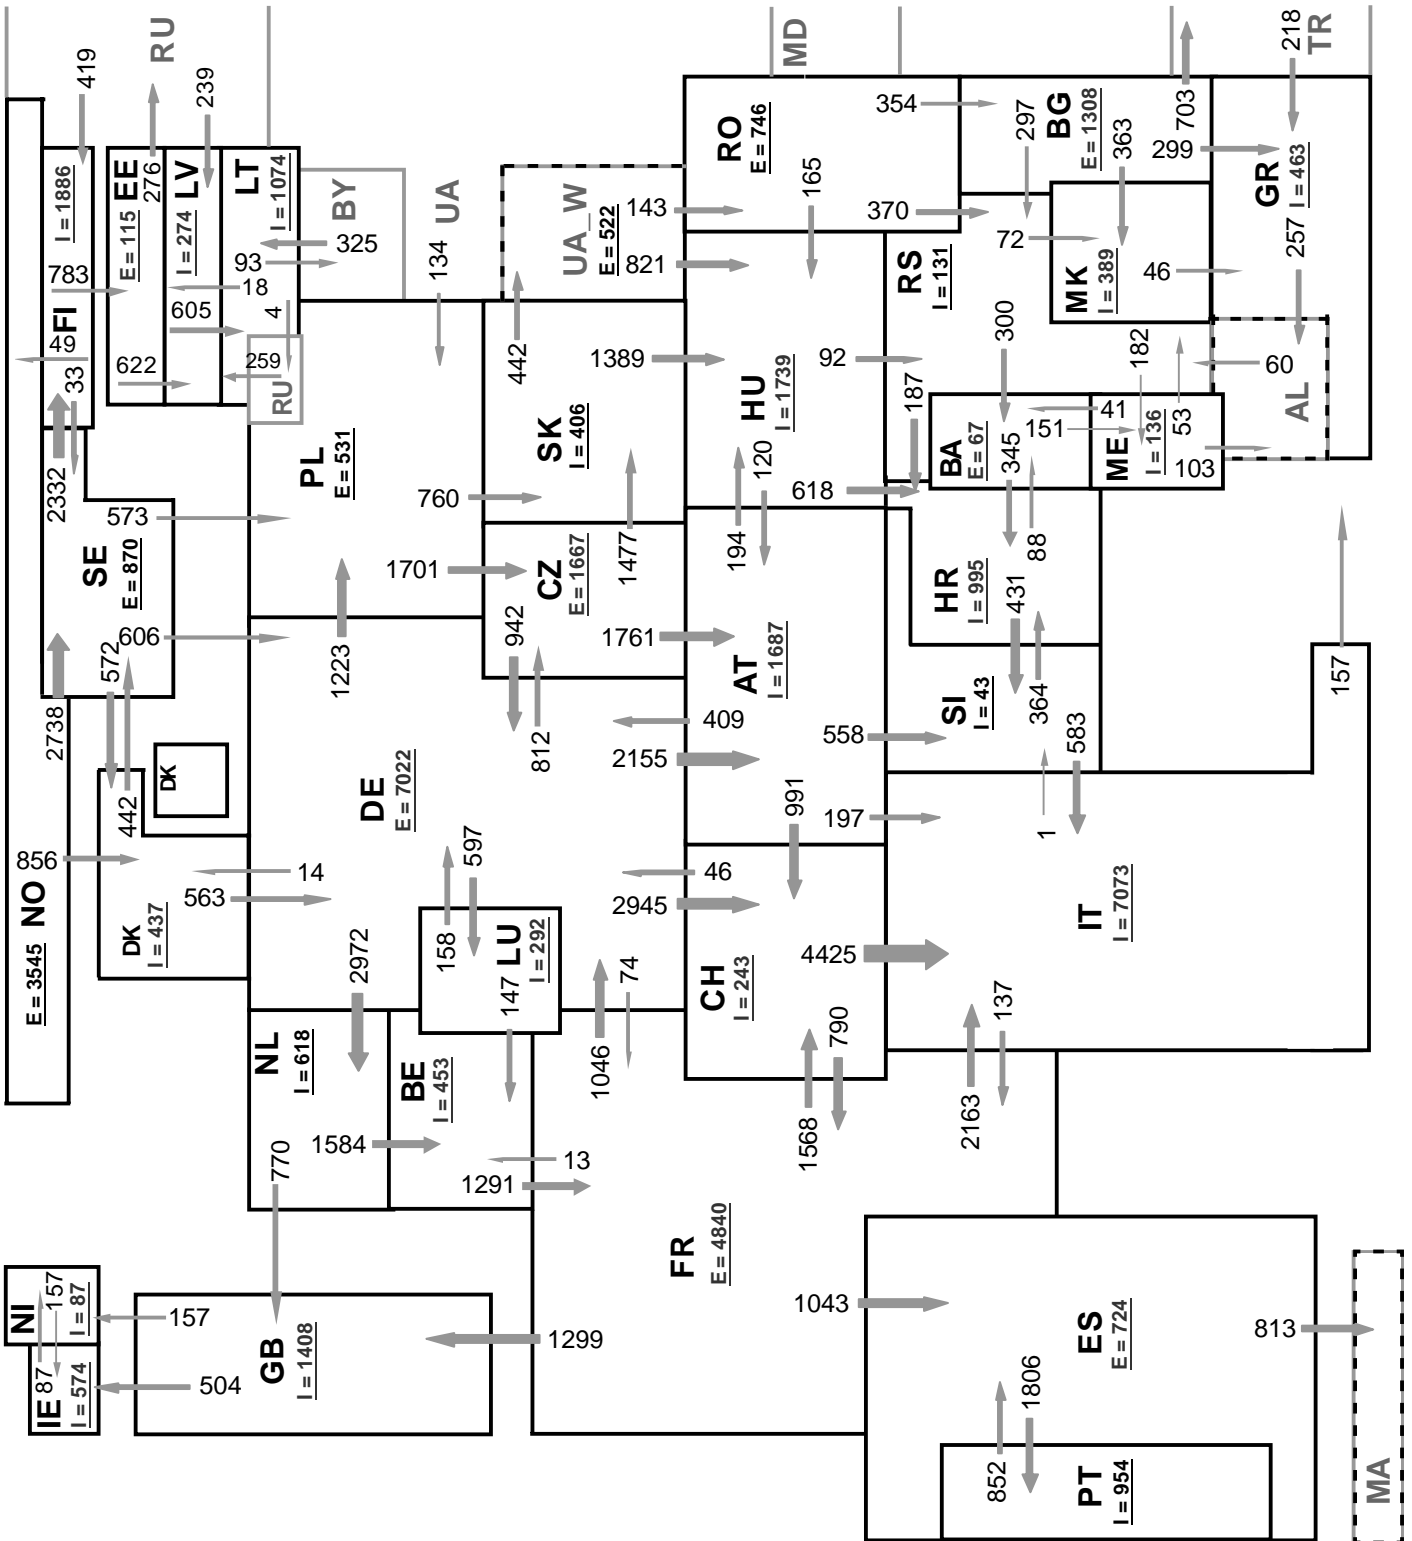 419
RU
239
MD
218
TR
I = 1886
E = 115 EE
276
I = 274 LV
LT
I = 1074
BY
UA
UA_W
E = 522
RO
E = 746
354
165
297
BG
E = 1308
363
703
299
GR
I = 463
257
783
FI
49
33
93
325
18
605
4
622
259
RU
134
442
143
821
370
RS
I = 131
72
MK
I = 389
46
1389
92
300
182
60
AL
HU
I = 1739
187
41
151
BA
E = 67
345
ME
I = 136
53
103
2332
573
SE
E = 870
PL
E = 531
760
SK
I = 406
120
618
194
88
1701
CZ
E = 1667
1477
HR
I = 995
431
572
606
1223
942
1761
AT
I = 1687
2738
812
409
2155
SI
I = 43
364
583
157
558
DK
442
DE
E = 7022
991
197
1
856
NO
E = 3545
14
563
DK
I = 437
597
158
46
2945
LU
I = 292
147
2972
74
1046
CH
I = 243
4425
IT
I = 7073
790
137
NL
I = 618
BE
I = 453
1584
1568
2163
770
13
1291
FR
E = 4840
NI
157
I = 87
157
IE
87
I = 574
504
GB
I = 1408
1299
1043
ES
E = 724
813
1806
852
PT
I = 954
MA